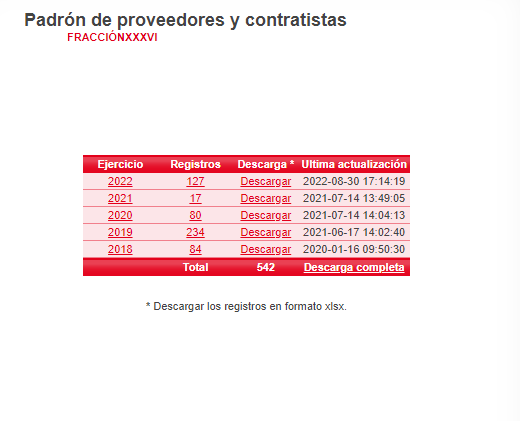 Padrón de proveedores y contratistas
FRACCIÓNXXXVI
Ejercicio Registros Descarga * Ultima actualización
2022 127 Descargar 2022-08-30 17:14:19
2021 17 Descargar 2021-07-14 13:49:05
2020 80 Descargar 2021-07-14 14:04:13
2019 234 Descargar 2021-06-17 14:02:40
2018 84 Descargar 2020-01-16 09:50:30
Total 542 Descarga completa
* Descargar los registros en formato xlsx.